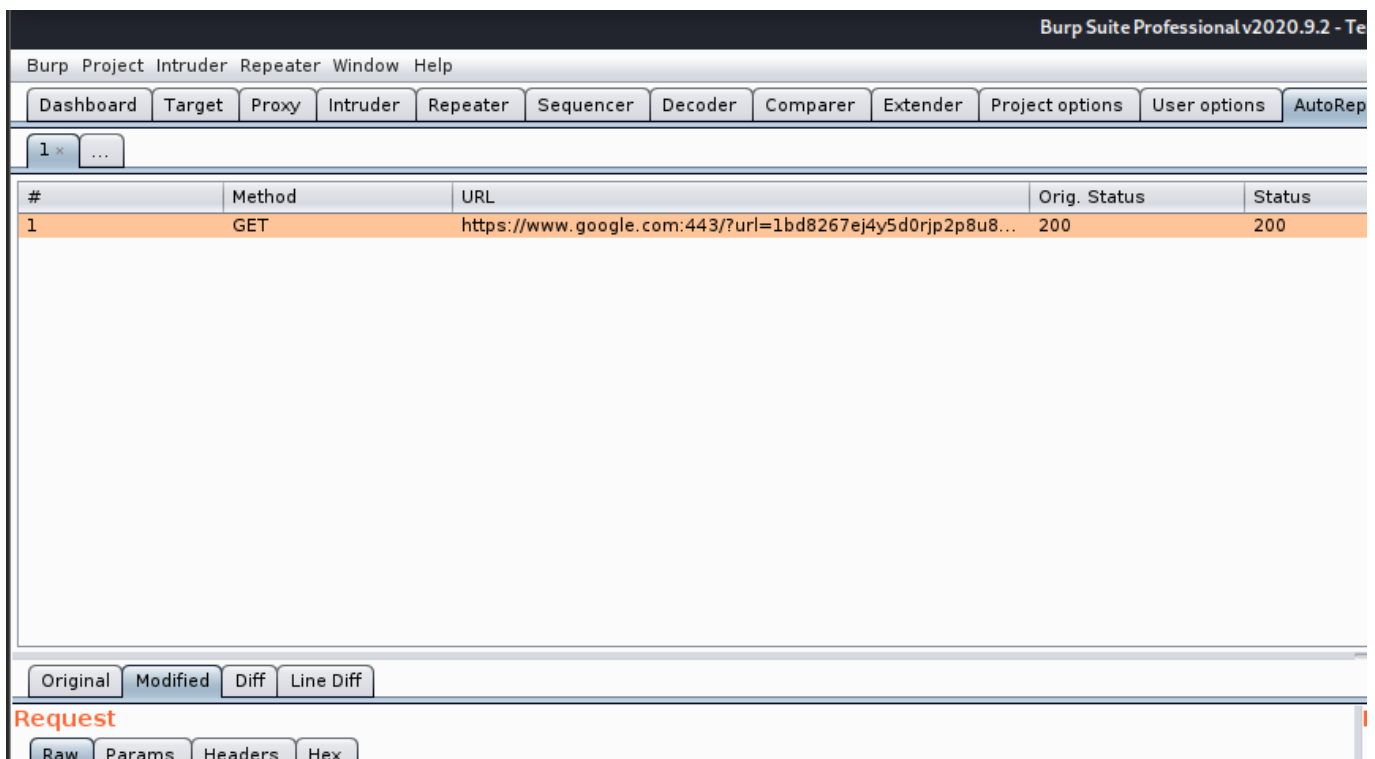 Burp Suite Professional v2020.9.2 - Te
Burp Project Intruder Repeater Window Help
Dashboard Target Proxy Intruder Repeater Sequencer Decoder Comparer Extender Project options User options AutoRep
1 × ...
# Method URL Orig. Status Status
1 GET https://www.google.com:443/?url=1bd8267ej4y5d0rjp2p8u8... 200 200
Original Modified Diff Line Diff
Request
Raw Params Headers Hex